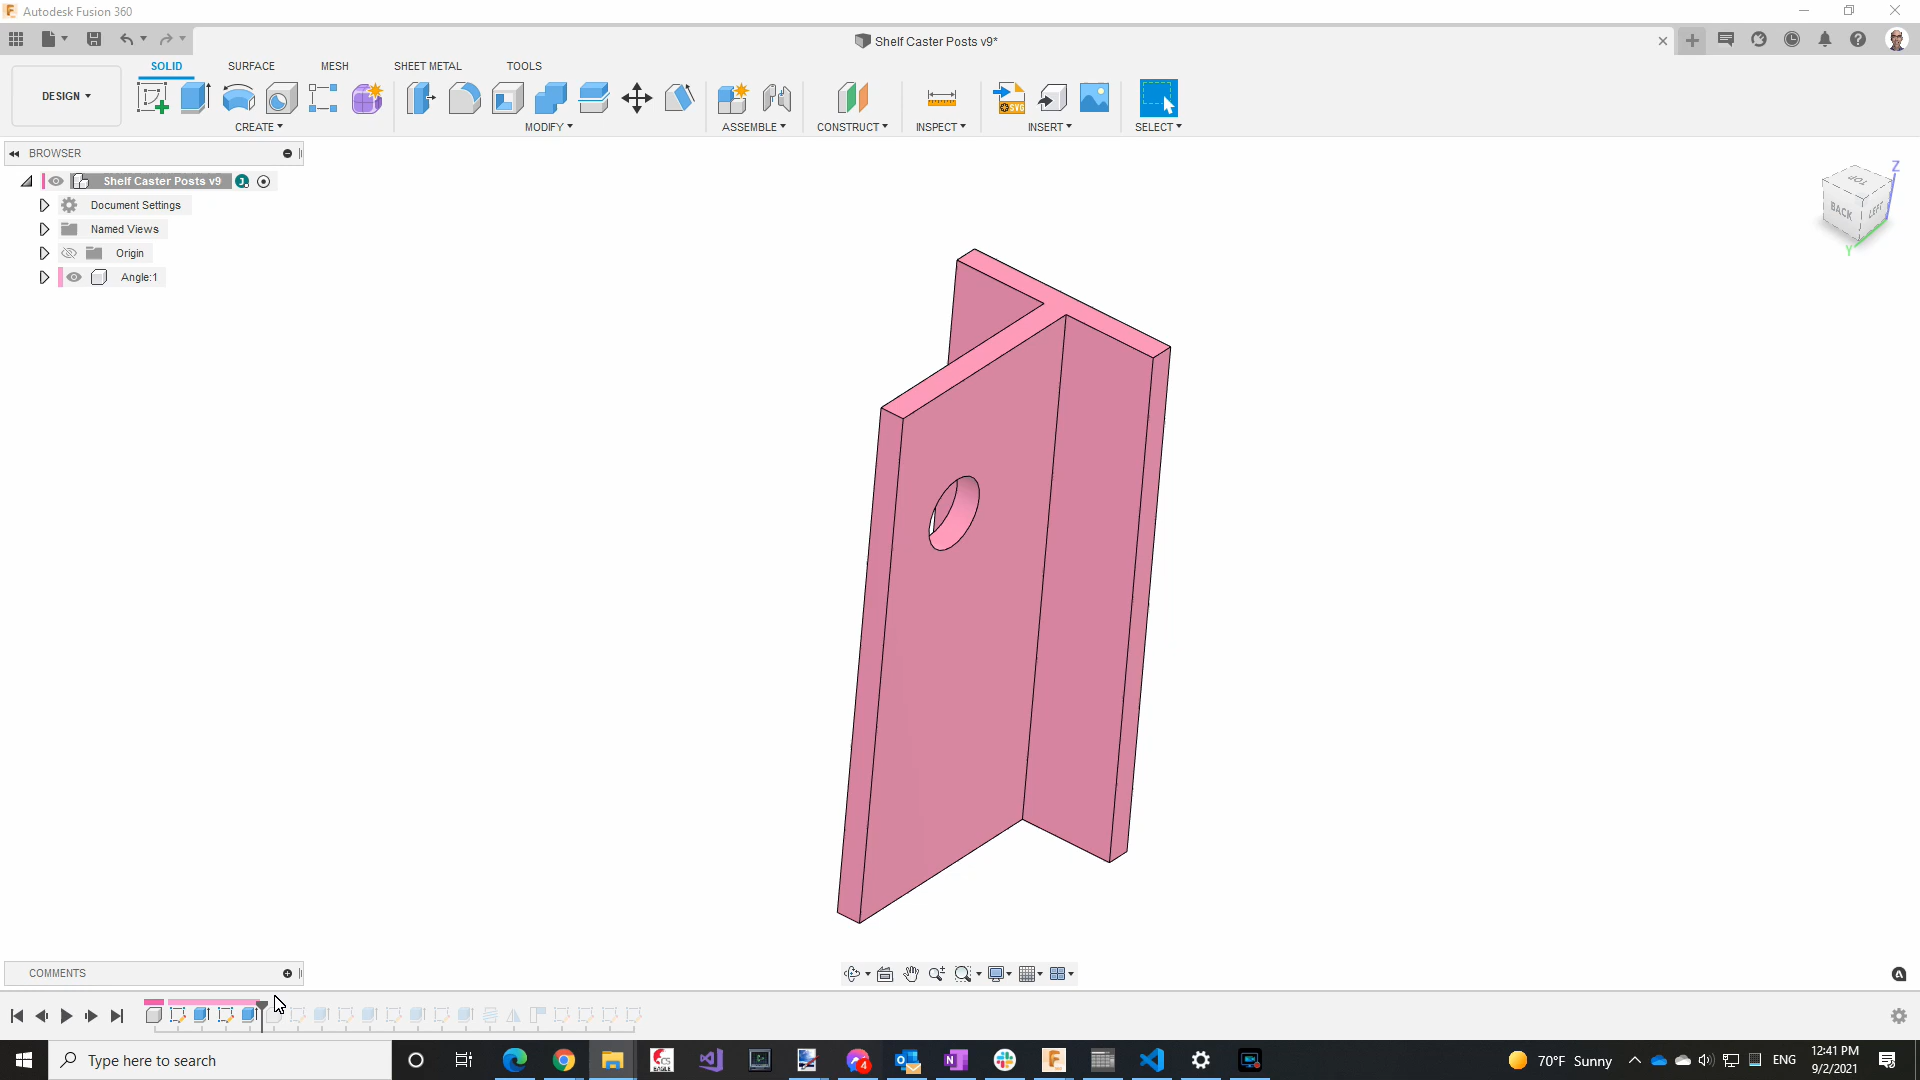 Autodesk Fusion 360
Shelf Caster Posts v9*
SOLID SURFACE MESH SHEET METAL TOOLS
DESIGN
CREATE MODIFY ASSEMBLE CONSTRUCT INSPECT INSERT SELECT
SVG
BROWSER
Shelf Caster Posts v9
Document Settings
Named Views
Origin
Angle:1
TOP
BACK
LEFT
Z
Y
COMMENTS
Type here to search
4
70°F Sunny
ENG
12:41 PM
9/2/2021